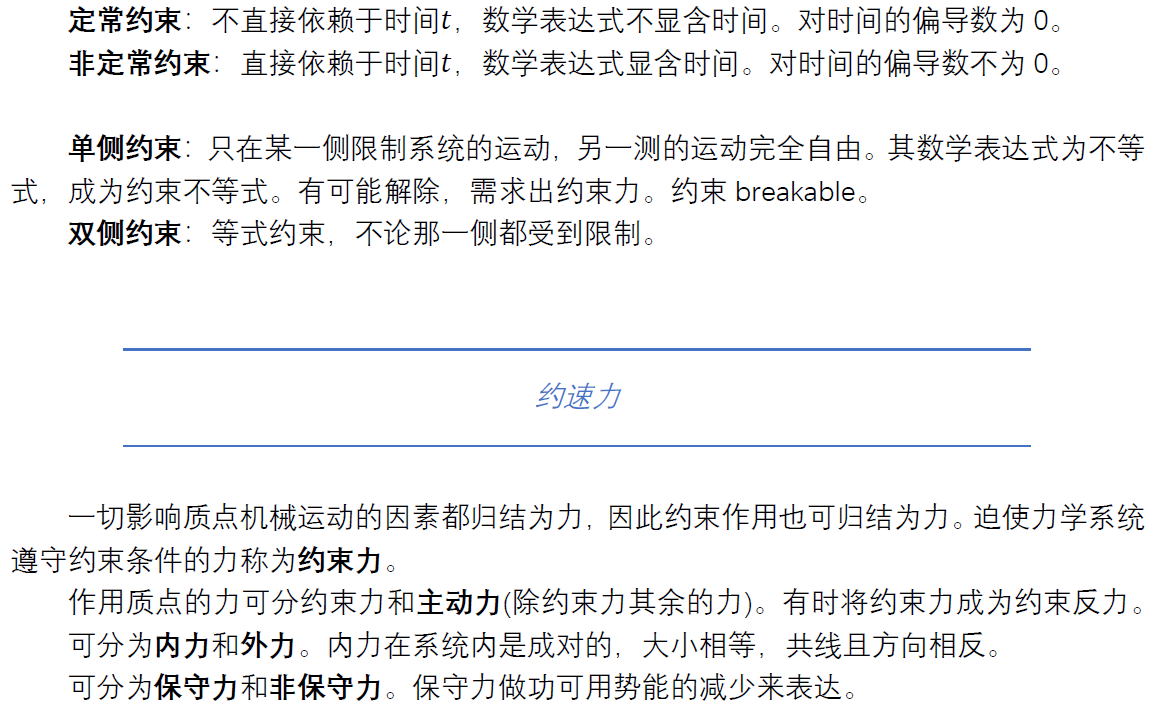 定常约束：不直接依赖于时间t，数学表达式不显含时间。对时间的偏导数为 0。
非定常约束：直接依赖于时间t，数学表达式显含时间。对时间的偏导数不为 0。
单侧约束：只在某一侧限制系统的运动，另一测的运动完全自由。其数学表达式为不等
式，成为约束不等式。有可能解除，需求出约束力。约束 breakable。
双侧约束：等式约束，不论那一侧都受到限制。
约速力
一切影响质点机械运动的因素都归结为力，因此约束作用也可归结为力。迫使力学系统
遵守约束条件的力称为约束力。
作用质点的力可分约束力和主动力(除约束力其余的力)。有时将约束力成为约束反力。
可分为内力和外力。内力在系统内是成对的，大小相等，共线且方向相反。
可分为保守力和非保守力。保守力做功可用势能的减少来表达。